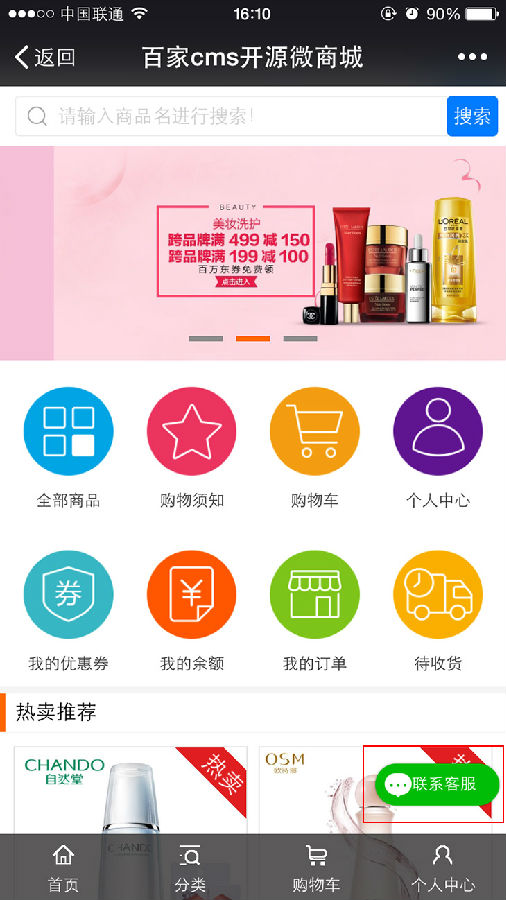 中国联通 16:10 90%
返回 百家cms开源微商城
请输入商品名进行搜索！ 搜索
BEAUTY
美妆洗护
跨品牌满 499 减 150
跨品牌满 199 减 100
百万东券免费领
点击进入
L'ORÉAL
全部商品 购物须知 购物车 个人中心
券 ¥
我的优惠券 我的余额 我的订单 待收货
热卖推荐
CHANDO
自然堂
热卖
OSM
欧诗漫
联系客服
首页 分类 购物车 个人中心